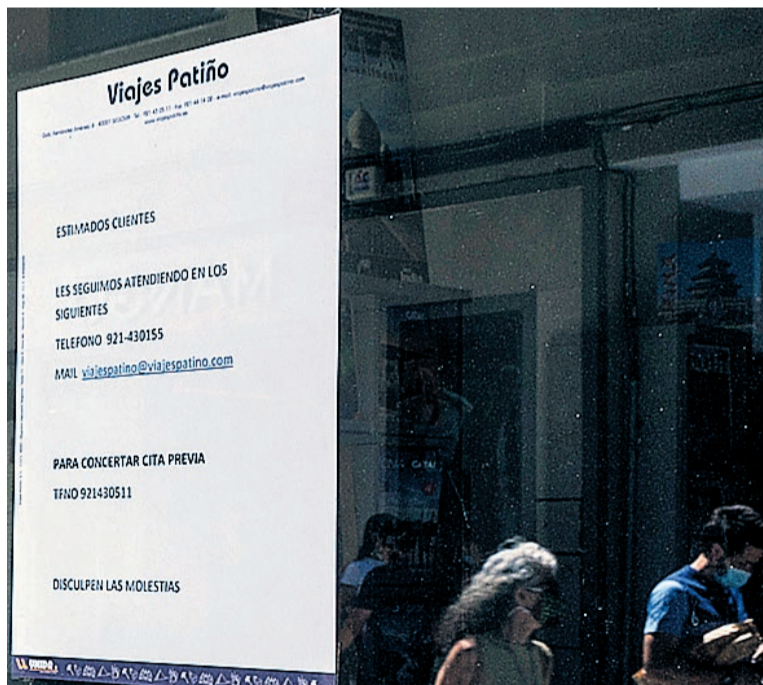 Viajes Patiño
ESTIMADOS CLIENTES
LES SEGUIMOS ATENDIENDO EN LOS
SIGUIENTES
TELEFONO 921-430155
MAIL viajespatino@viajespatino.com
PARA CONCERTAR CITA PREVIA
TFNO 921430511
DISCULPEN LAS MOLESTIAS